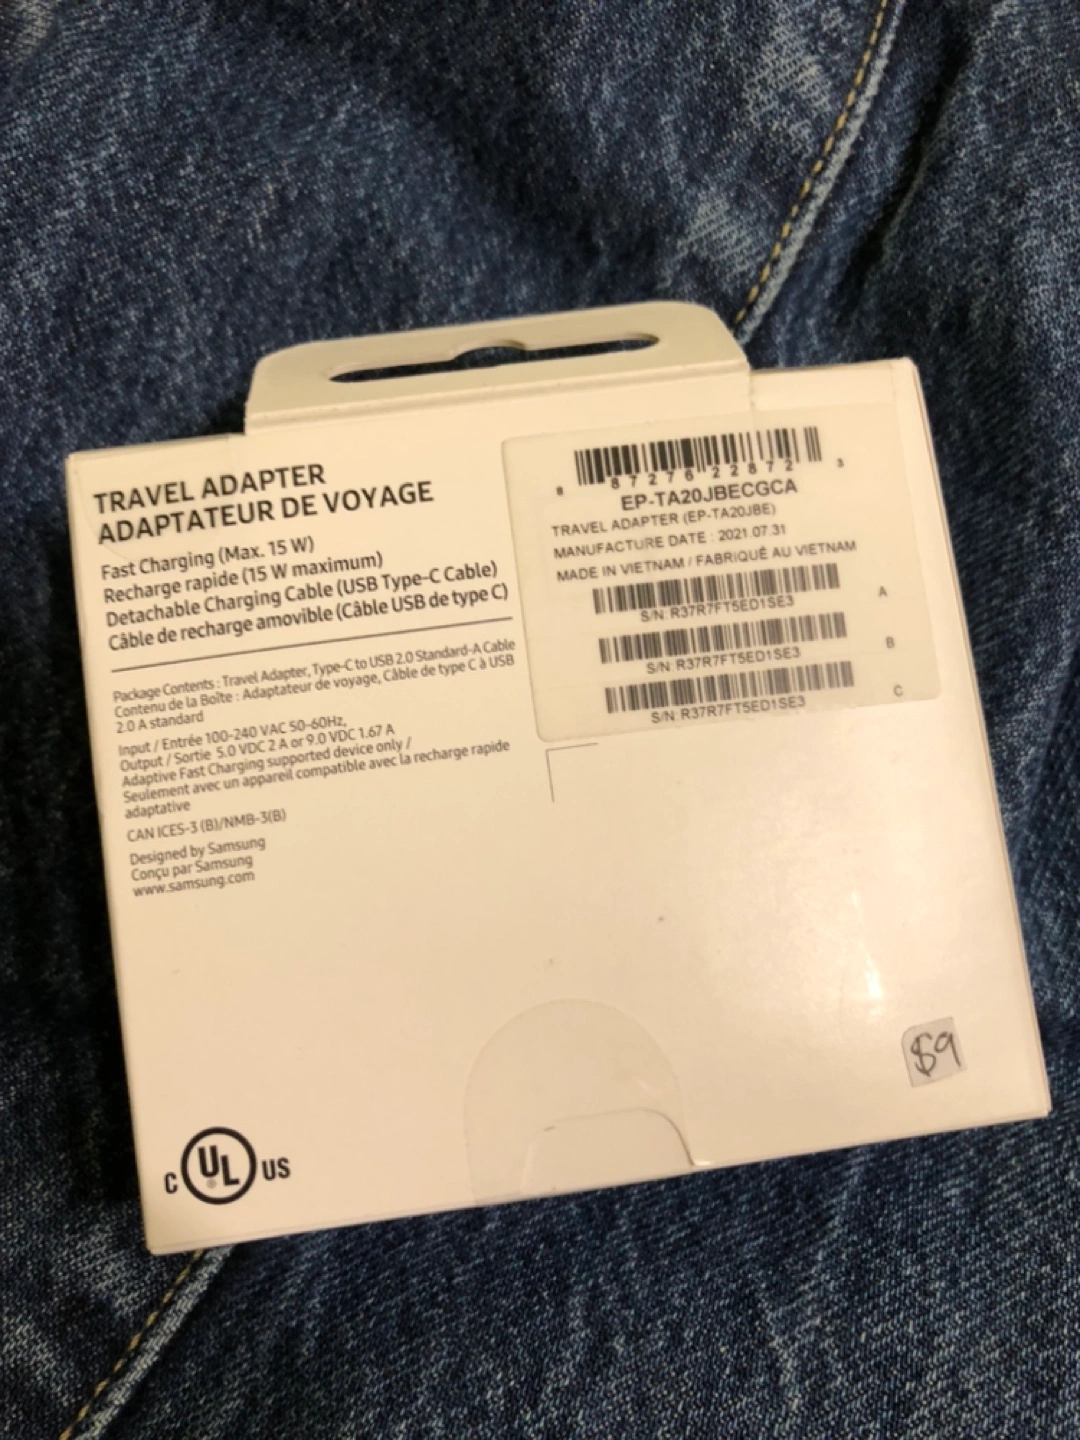 TRAVEL ADAPTER
ADAPTATEUR DE VOYAGE
Fast Charging (Max. 15 W)
Recharge rapide (15 W maximum)
Detachable Charging Cable (USB Type-C Cable)
Câble de recharge amovible (Câble USB de type C)
Package Contents : Travel Adapter, Type-C to USB 2.0 Standard-A Cable
Contenu de la Boîte : Adaptateur de voyage, Câble de type C à USB
2.0 A standard
Input / Entrée 100-240 VAC 50-60Hz,
Output / Sortie 5.0 VDC 2 A or 9.0 VDC 1.67 A
Adaptive Fast Charging supported device only /
Seulement avec un appareil compatible avec la recharge rapide
adaptative
CAN ICES-3 (B)/NMB-3(B)
Designed by Samsung
Conçu par Samsung
www.samsung.com
8 87276 22872 3
EP-TA20JBECGCA
TRAVEL ADAPTER (EP-TA20JBE)
MANUFACTURE DATE : 2021.07.31
MADE IN VIETNAM / FABRIQUÉ AU VIETNAM
A
S/N: R37R7FT5ED1SE3
B
S/N: R37R7FT5ED1SE3
C
S/N: R37R7FT5ED1SE3
$9
C UL ® US